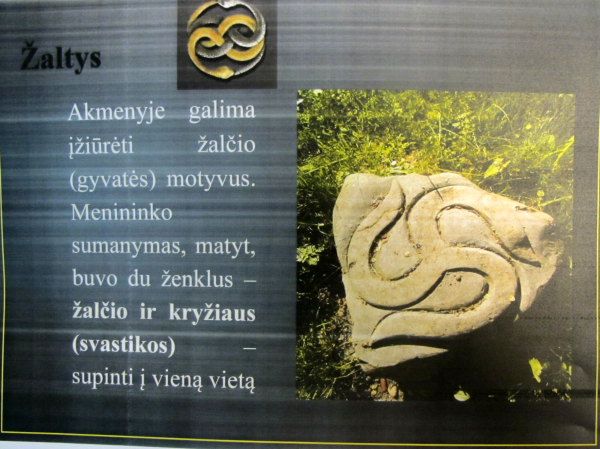 Žaltys
Akmenyje galima
įžiūrėti žalčio
(gyvatės) motyvus.
Menininko
sumanymas, matyt,
buvo du ženklus –
žalčio ir kryžiaus
(svastikos) –
supinti į vieną vietą